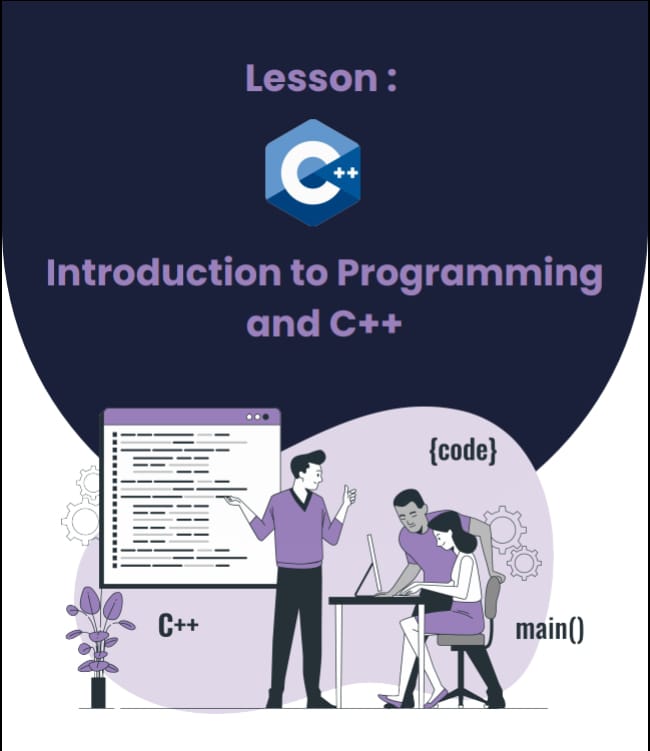 Lesson :
C++
Introduction to Programming
and C++
{code}
C++
main()